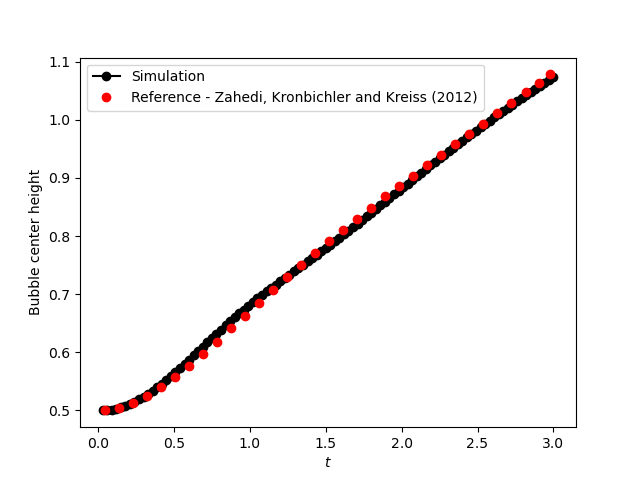 Simulation
Reference - Zahedi, Kronbichler and Kreiss (2012)
Bubble center height
1.1
1.0
0.9
0.8
0.7
0.6
0.5
0.0 0.5 1.0 1.5 2.0 2.5 3.0
t